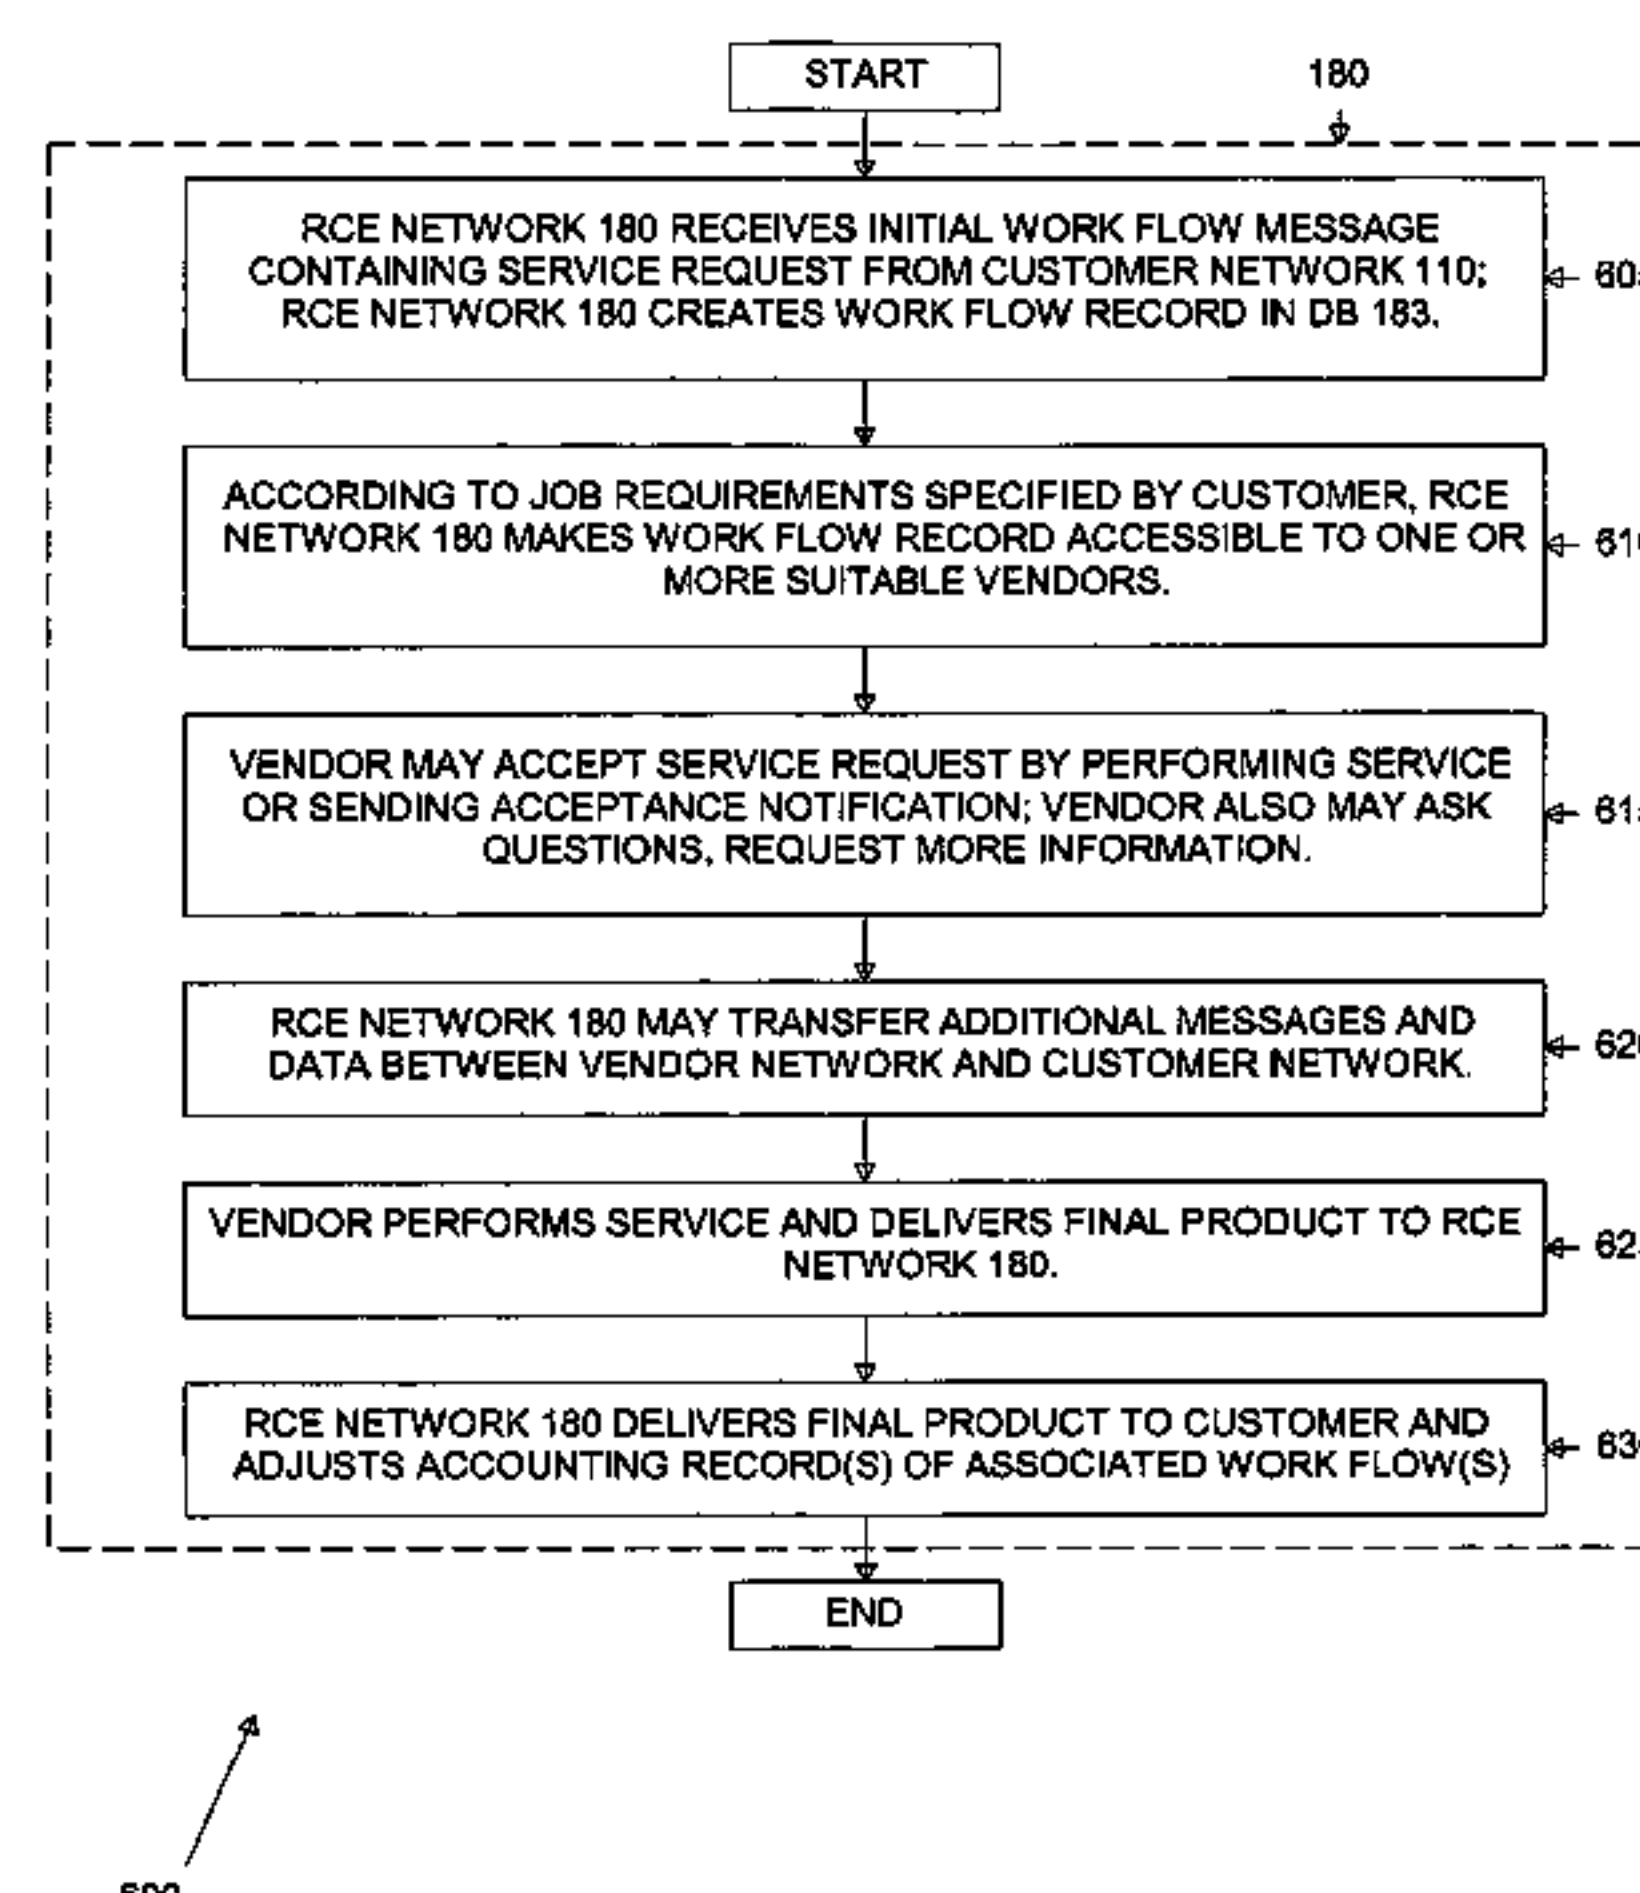 START
180
RCE NETWORK 180 RECEIVES INITIAL WORK FLOW MESSAGE
CONTAINING SERVICE REQUEST FROM CUSTOMER NETWORK 110;
RCE NETWORK 180 CREATES WORK FLOW RECORD IN DB 183.
ACCORDING TO JOB REQUIREMENTS SPECIFIED BY CUSTOMER, RCE
NETWORK 180 MAKES WORK FLOW RECORD ACCESSIBLE TO ONE OR
MORE SUITABLE VENDORS.
VENDOR MAY ACCEPT SERVICE REQUEST BY PERFORMING SERVICE
OR SENDING ACCEPTANCE NOTIFICATION; VENDOR ALSO MAY ASK
QUESTIONS, REQUEST MORE INFORMATION.
RCE NETWORK 180 MAY TRANSFER ADDITIONAL MESSAGES AND
DATA BETWEEN VENDOR NETWORK AND CUSTOMER NETWORK.
VENDOR PERFORMS SERVICE AND DELIVERS FINAL PRODUCT TO RCE
NETWORK 180.
RCE NETWORK 180 DELIVERS FINAL PRODUCT TO CUSTOMER AND
ADJUSTS ACCOUNTING RECORD(S) OF ASSOCIATED WORK FLOW(S)
END